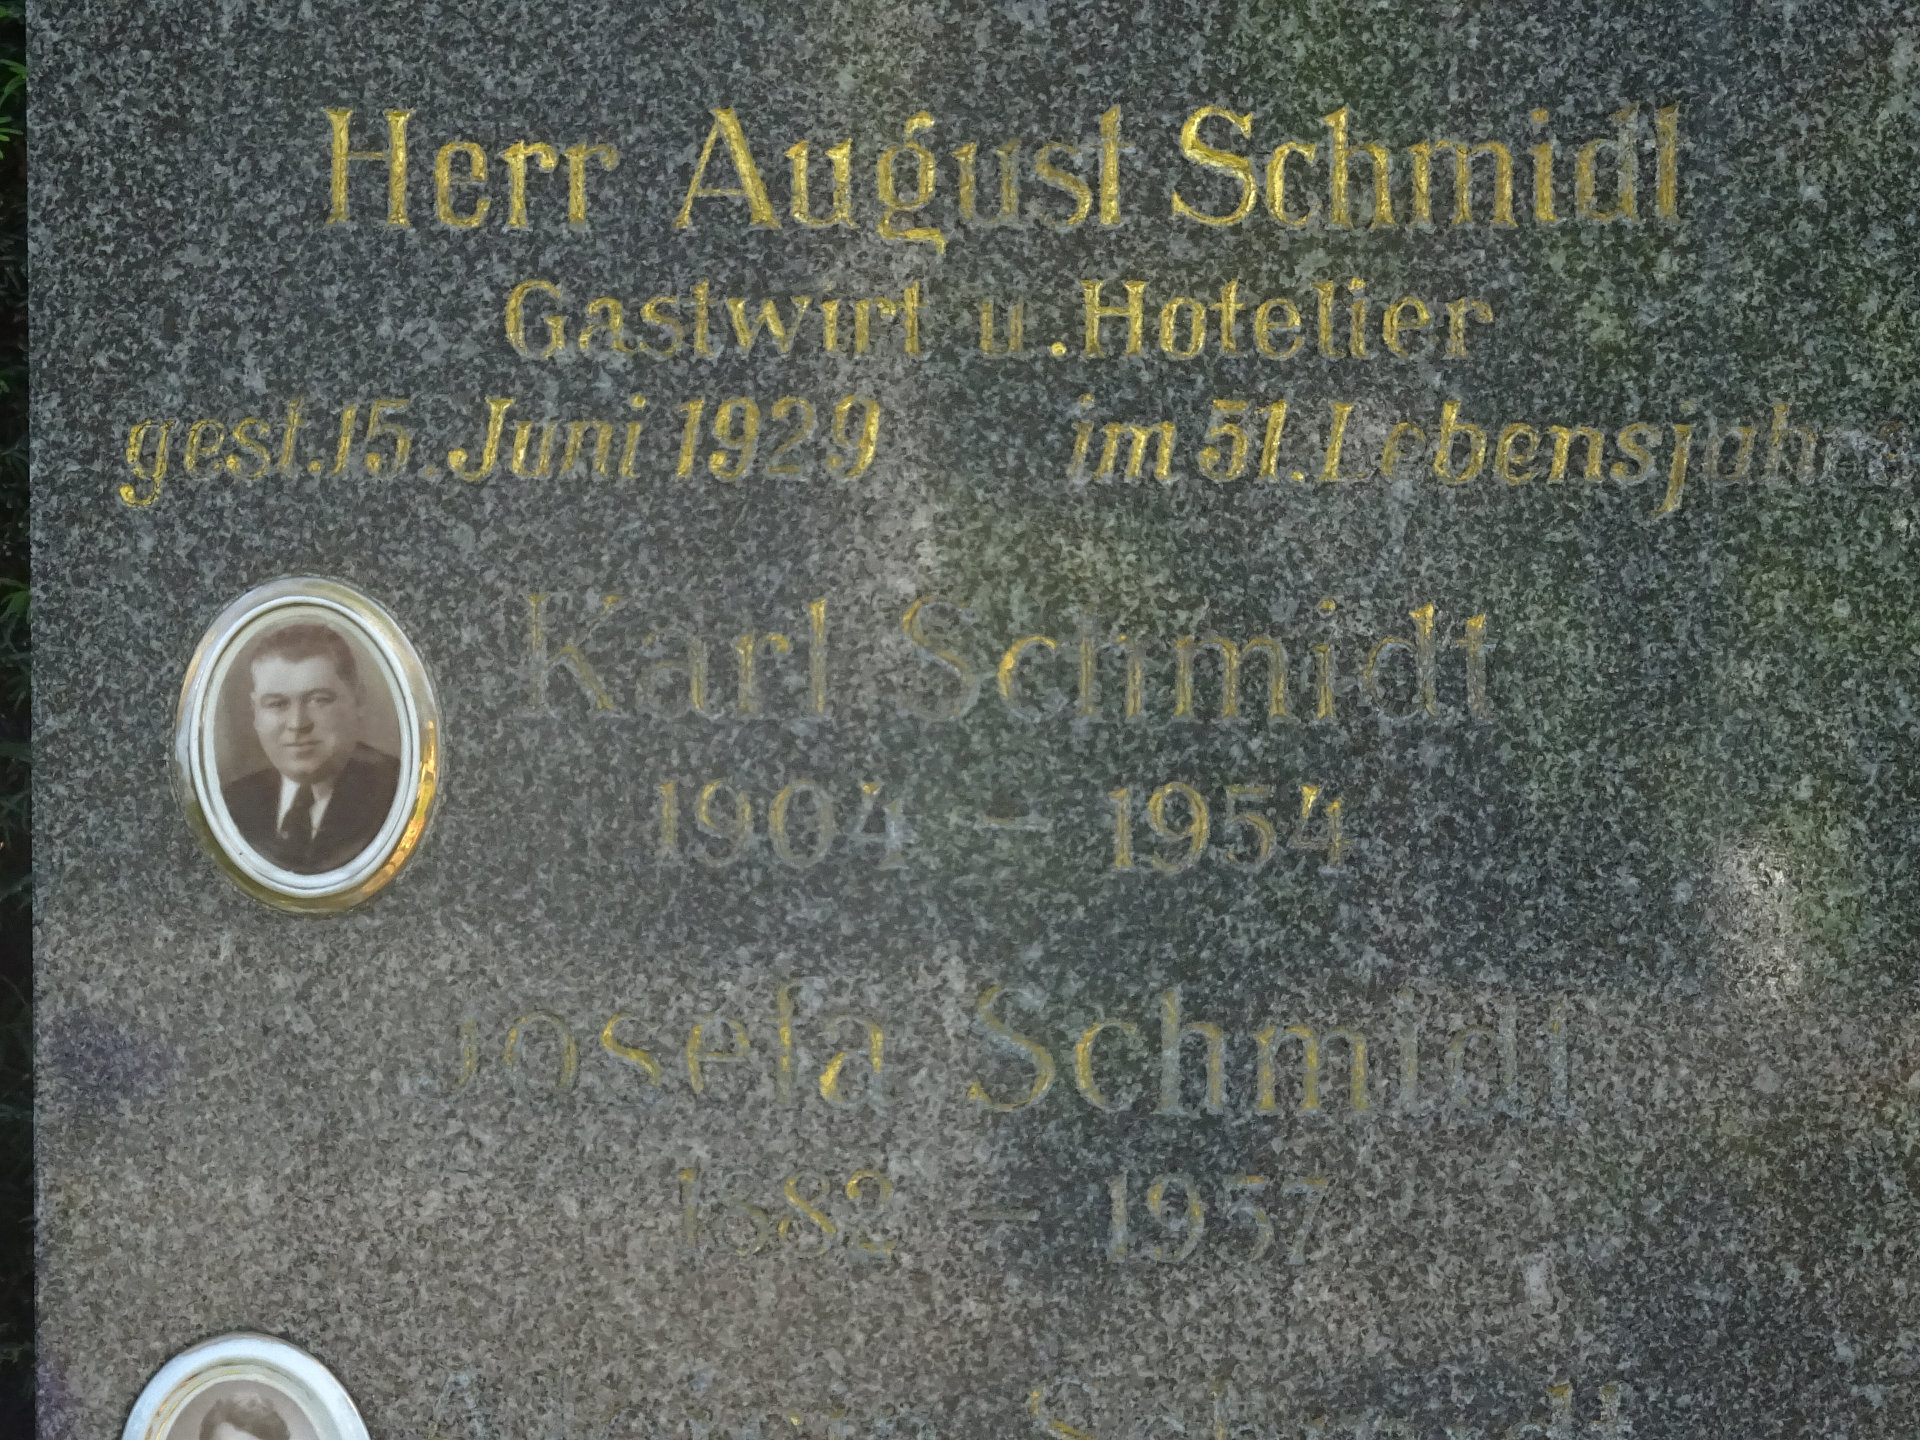 Herr August Schmidt
Gastwirt u. Hotelier
gest. 15. Juni 1929 im 51. Lebensjahre
Karl Schmidt
1904 – 1954
Josefa Schmidt
1882 – 1957
Schmidt